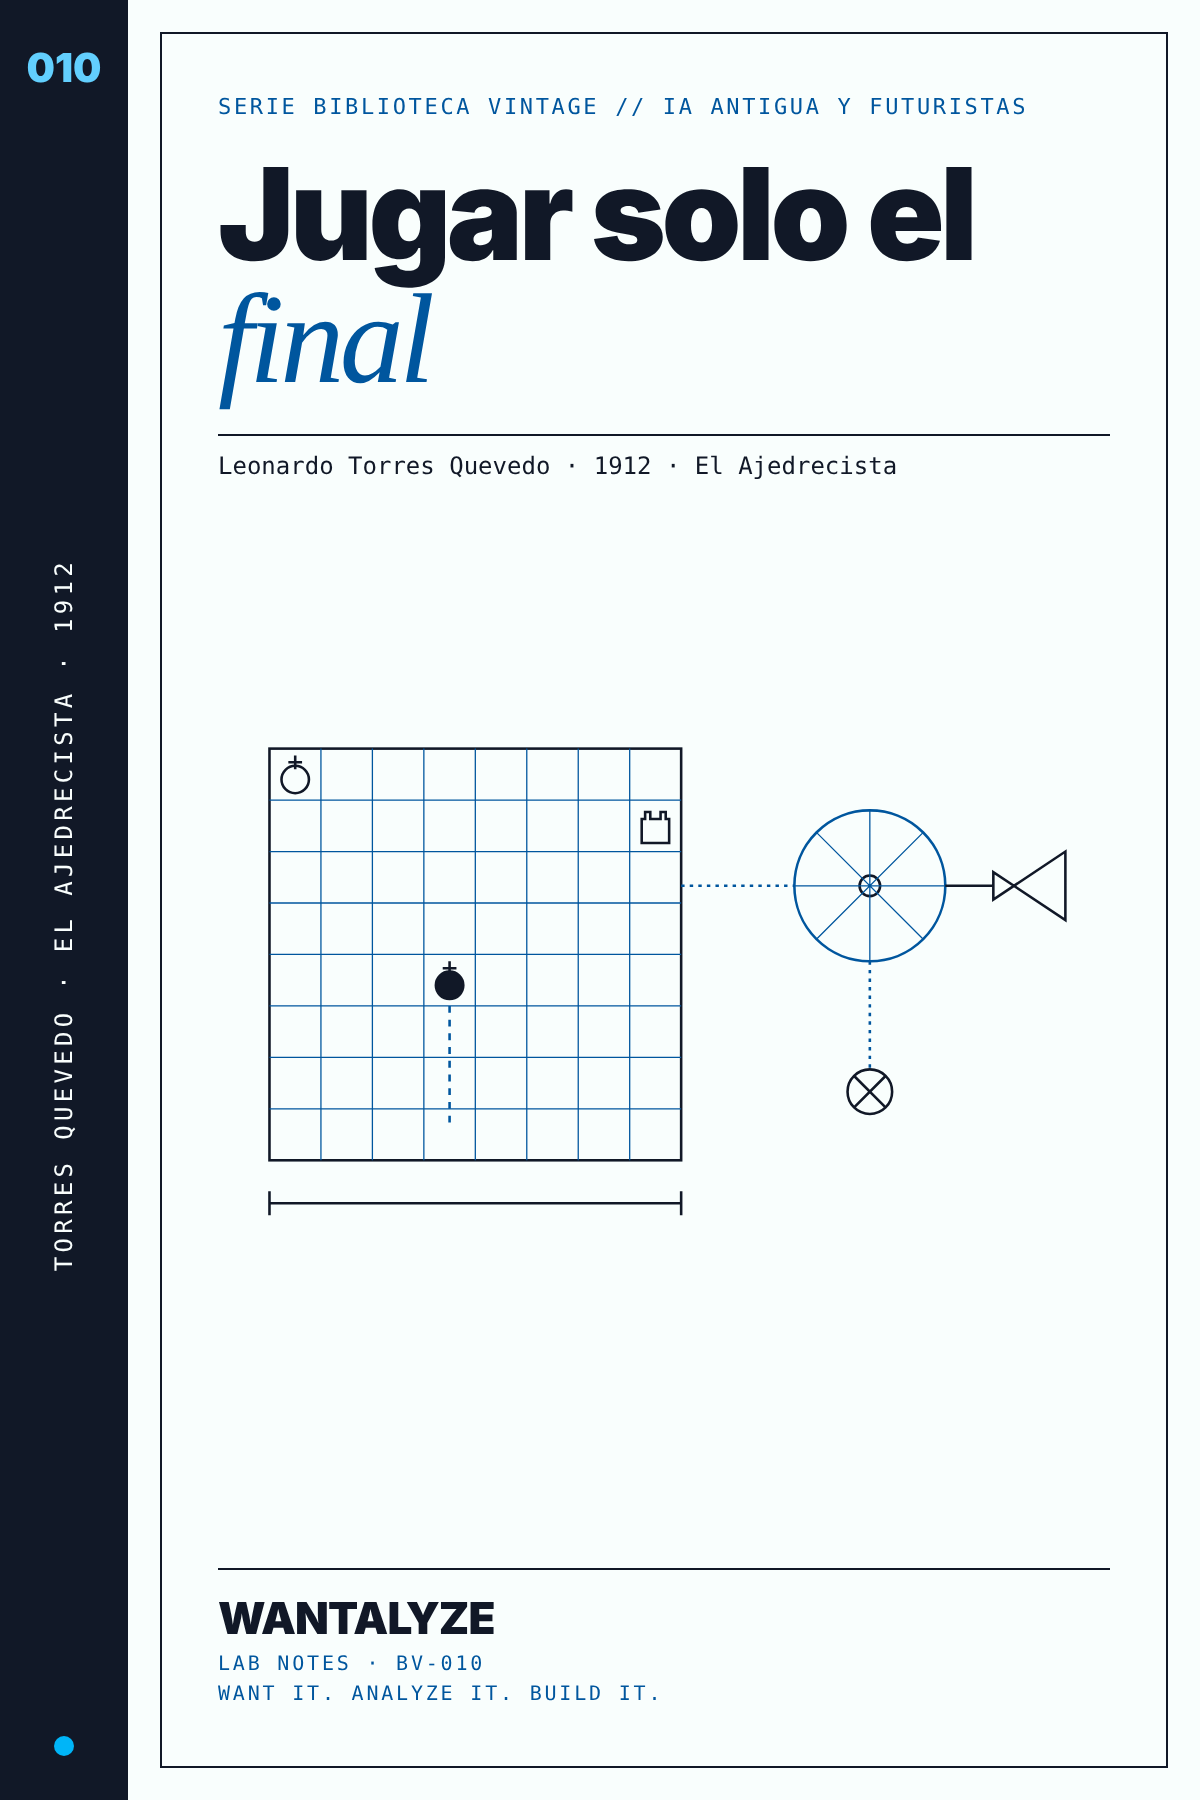 010
TORRES QUEVEDO · EL AJEDRECISTA · 1912
SERIE BIBLIOTECA VINTAGE // IA ANTIGUA Y FUTURISTAS
Jugar solo el
final
Leonardo Torres Quevedo · 1912 · El Ajedrecista
WANTALYZE
LAB NOTES · BV-010
WANT IT. ANALYZE IT. BUILD IT.